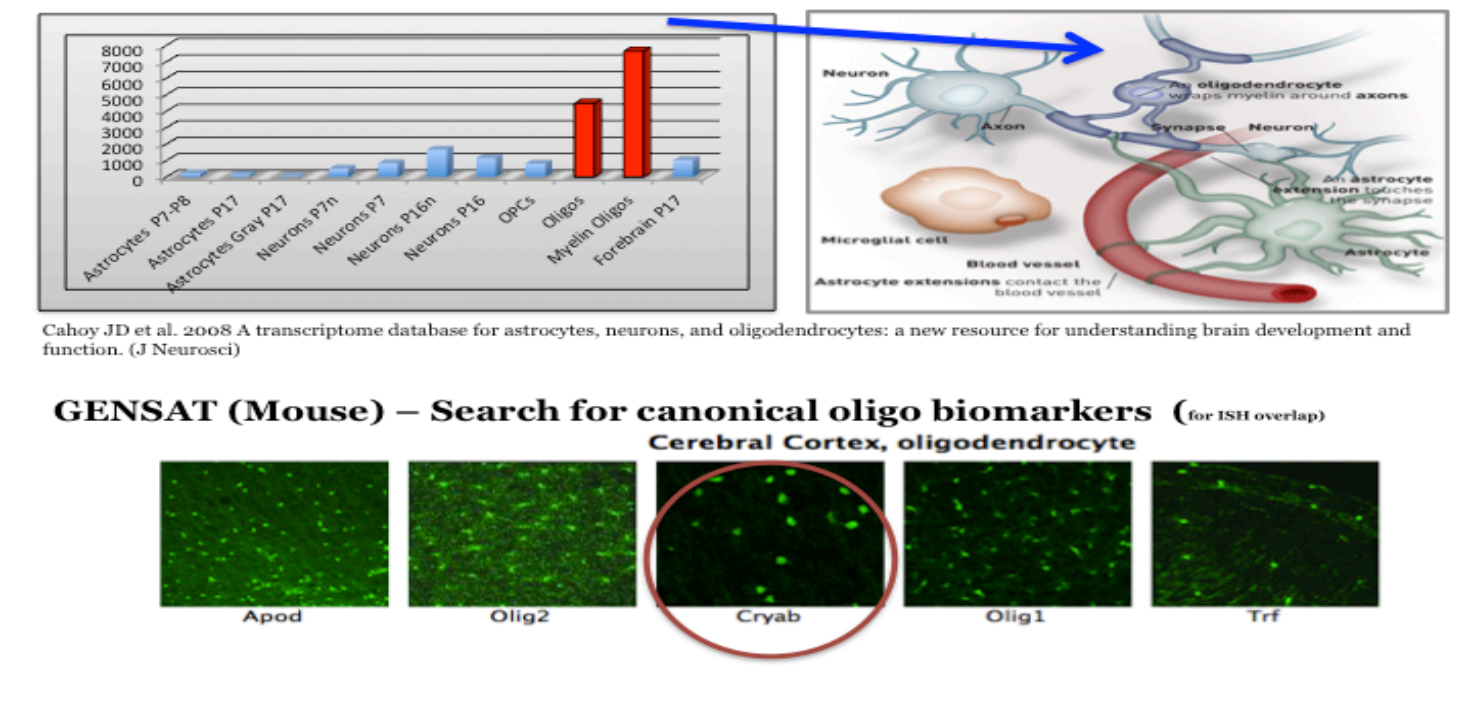 8000
7000
6000
5000
4000
3000
2000
1000
0
Astrocytes P7-P8
Astrocytes P17
Astrocytes Gray P17
Neurons P7n
Neurons P7
Neurons P16n
Neurons P16
OPCs
Oligos
Myelin Oligos
Forebrain P17
Neuron
An oligodendrocyte
wraps myelin around axons
Axon
Synapse
Neuron
An astrocyte
extension touches
the synapse
Microglial cell
Astrocyte
Blood vessel
Astrocyte extensions contact the
blood vessel
Cahoy JD et al. 2008 A transcriptome database for astrocytes, neurons, and oligodendrocytes: a new resource for understanding brain development and
function. (J Neurosci)
GENSAT (Mouse) – Search for canonical oligo biomarkers (for ISH overlap)
Cerebral Cortex, oligodendrocyte
Apod
Olig2
Cryab
Olig1
Trf